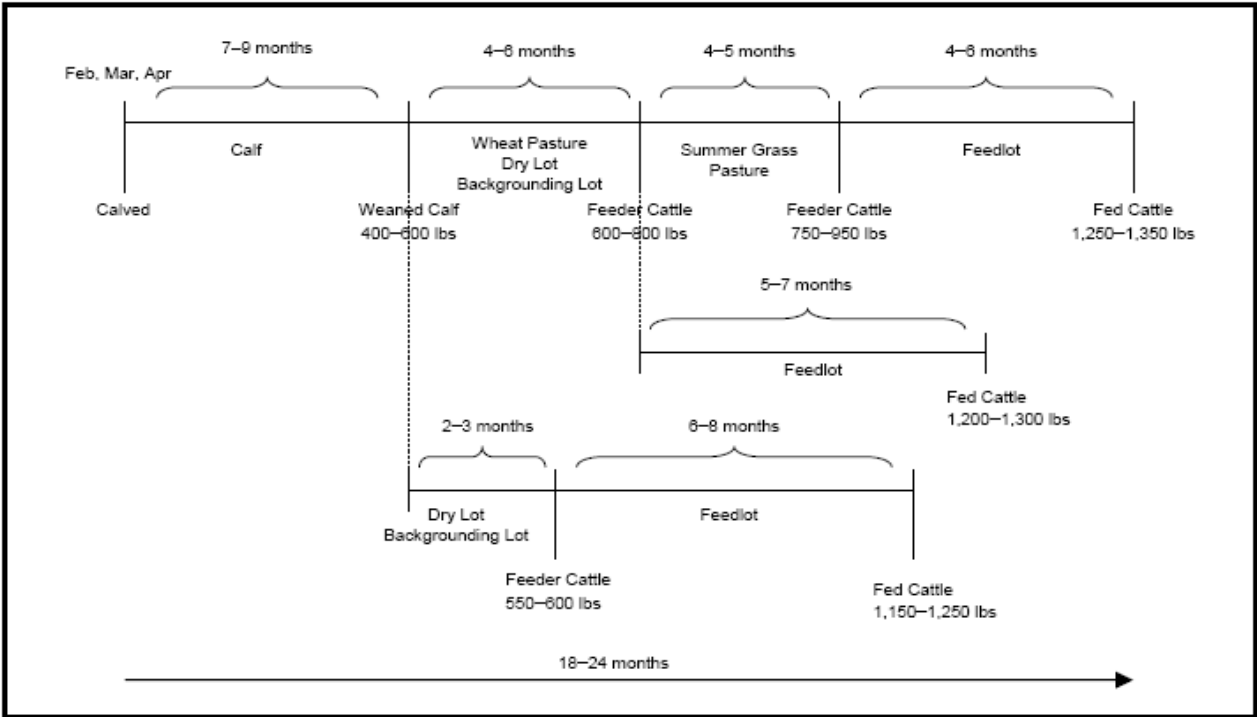 7–9 months
4–6 months
4–5 months
4–6 months
Feb, Mar, Apr
Calf
Wheat Pasture
Dry Lot
Backgrounding Lot
Summer Grass
Pasture
Feedlot
Calved
Weaned Calf
400–600 lbs
Feeder Cattle
600–800 lbs
Feeder Cattle
750–950 lbs
Fed Cattle
1,250–1,350 lbs
5–7 months
Feedlot
Fed Cattle
1,200–1,300 lbs
2–3 months
6–8 months
Dry Lot
Backgrounding Lot
Feedlot
Feeder Cattle
550–600 lbs
Fed Cattle
1,150–1,250 lbs
18–24 months